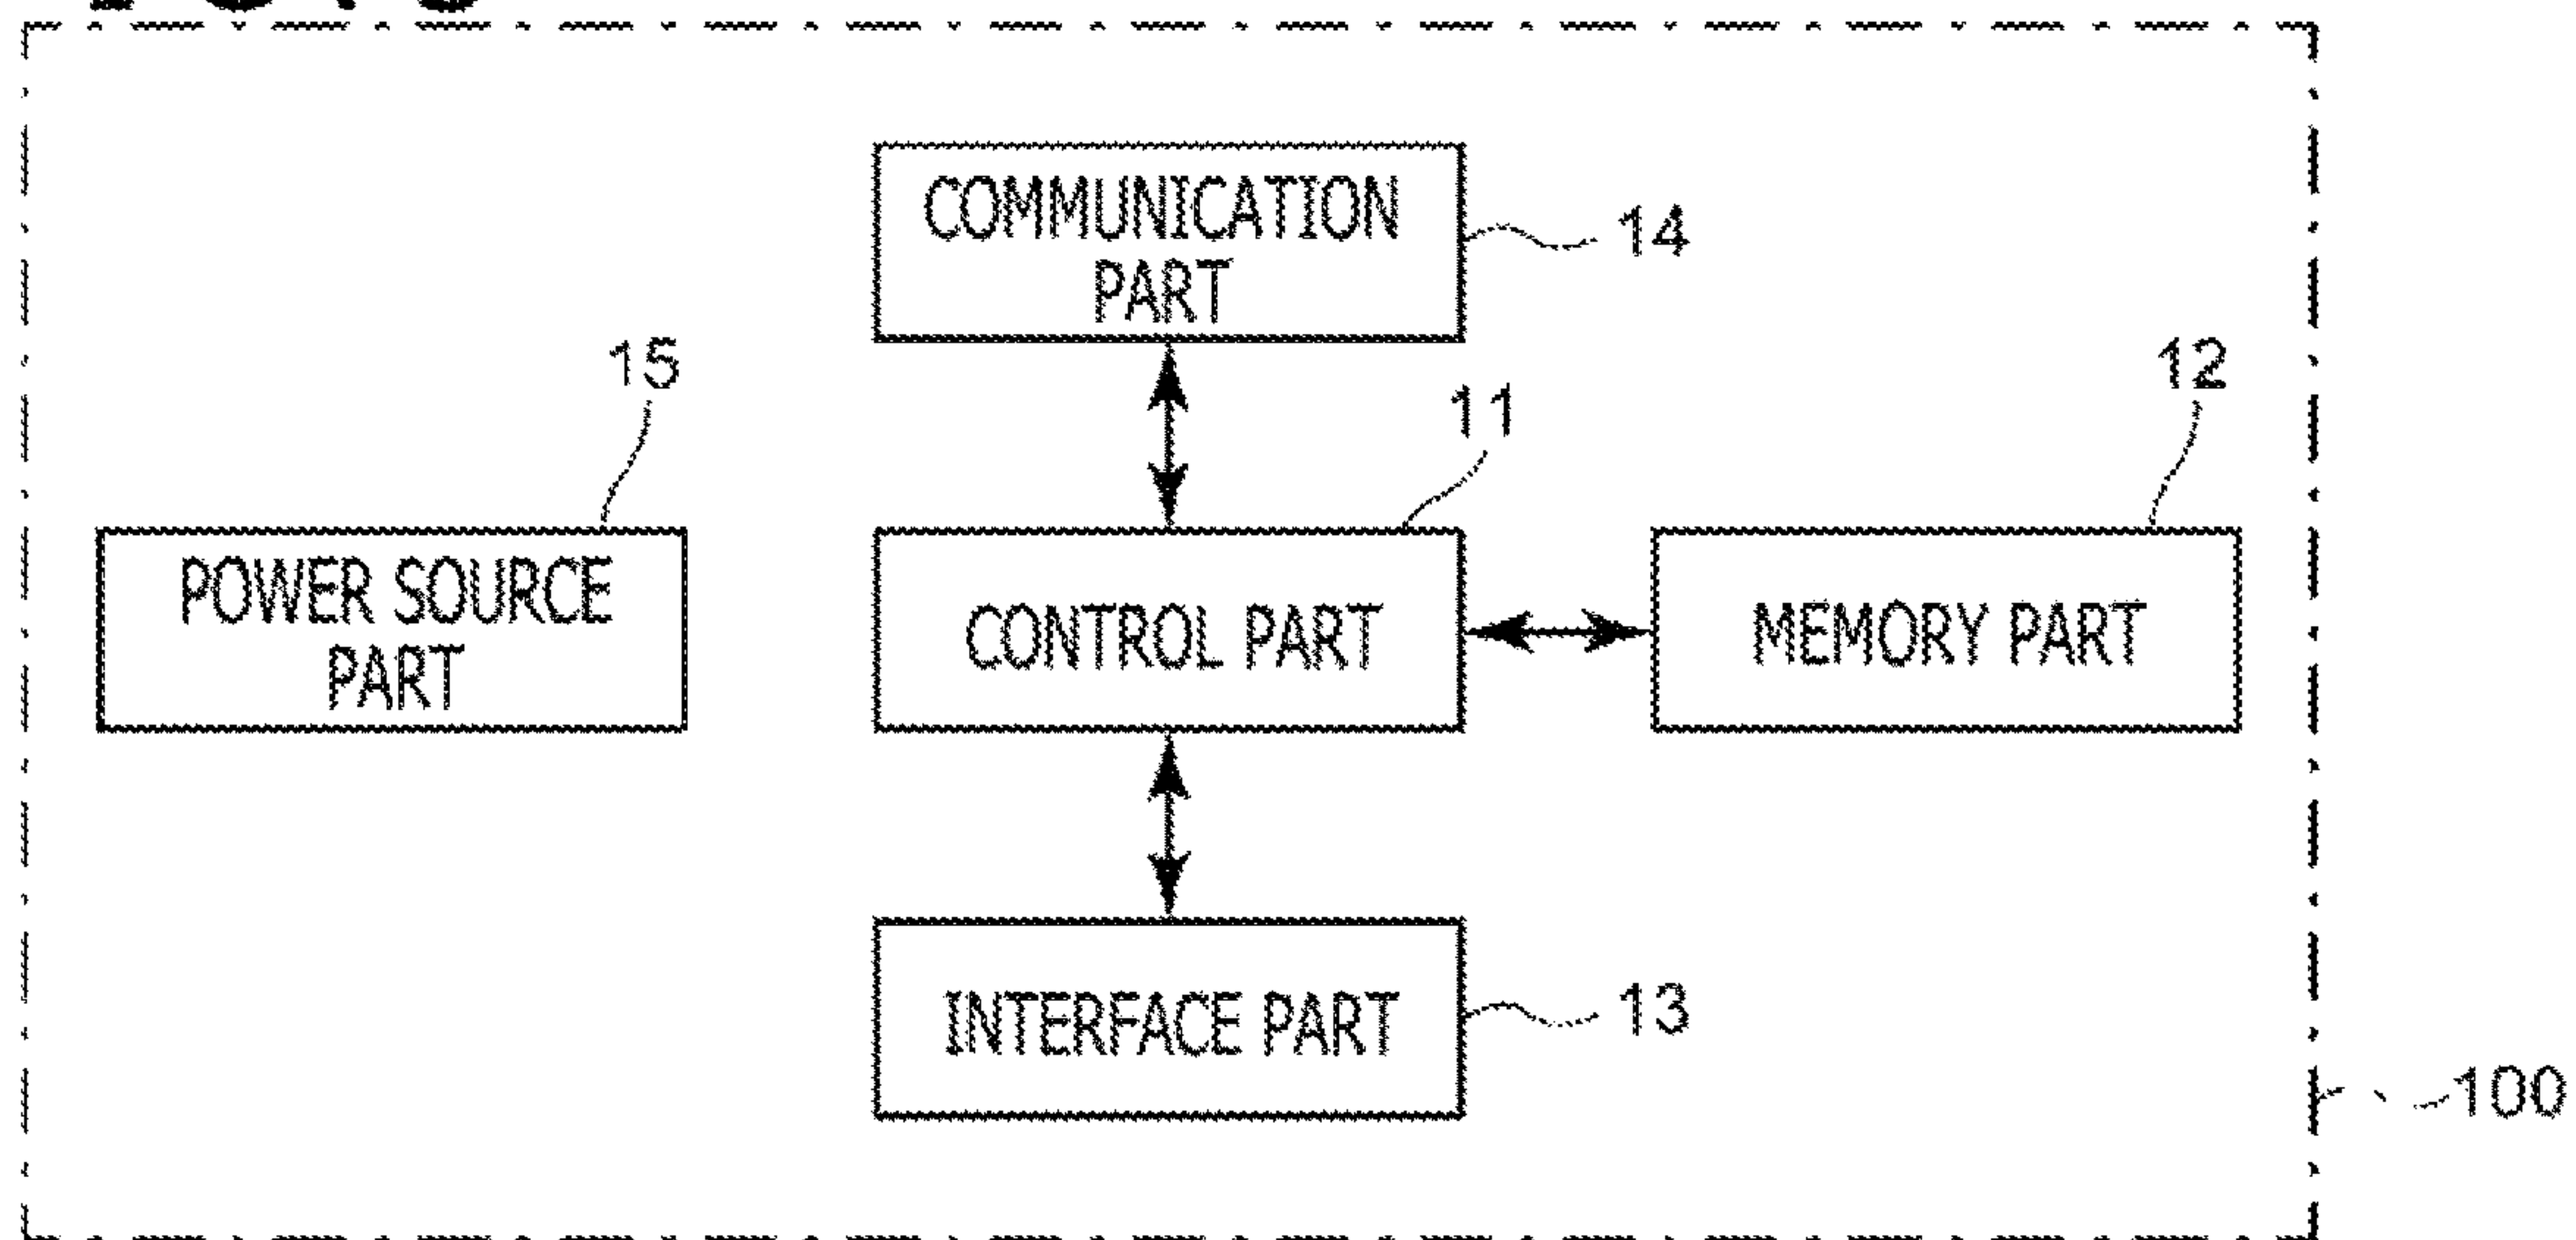 COMMUNICATION
PART
14
15
11
12
POWER SOURCE
PART
CONTROL PART
MEMORY PART
INTERFACE PART
13
100